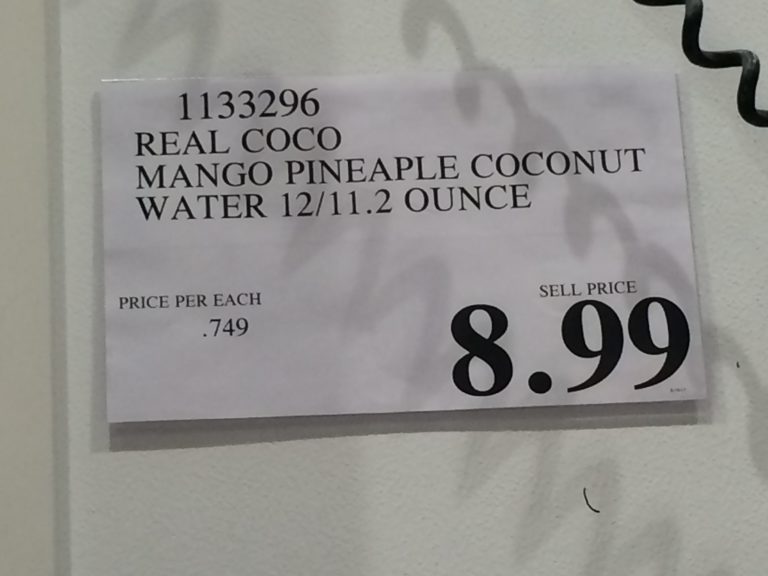 1133296
REAL COCO
MANGO PINEAPLE COCONUT
WATER 12/11.2 OUNCE
PRICE PER EACH
.749
SELL PRICE
8.99